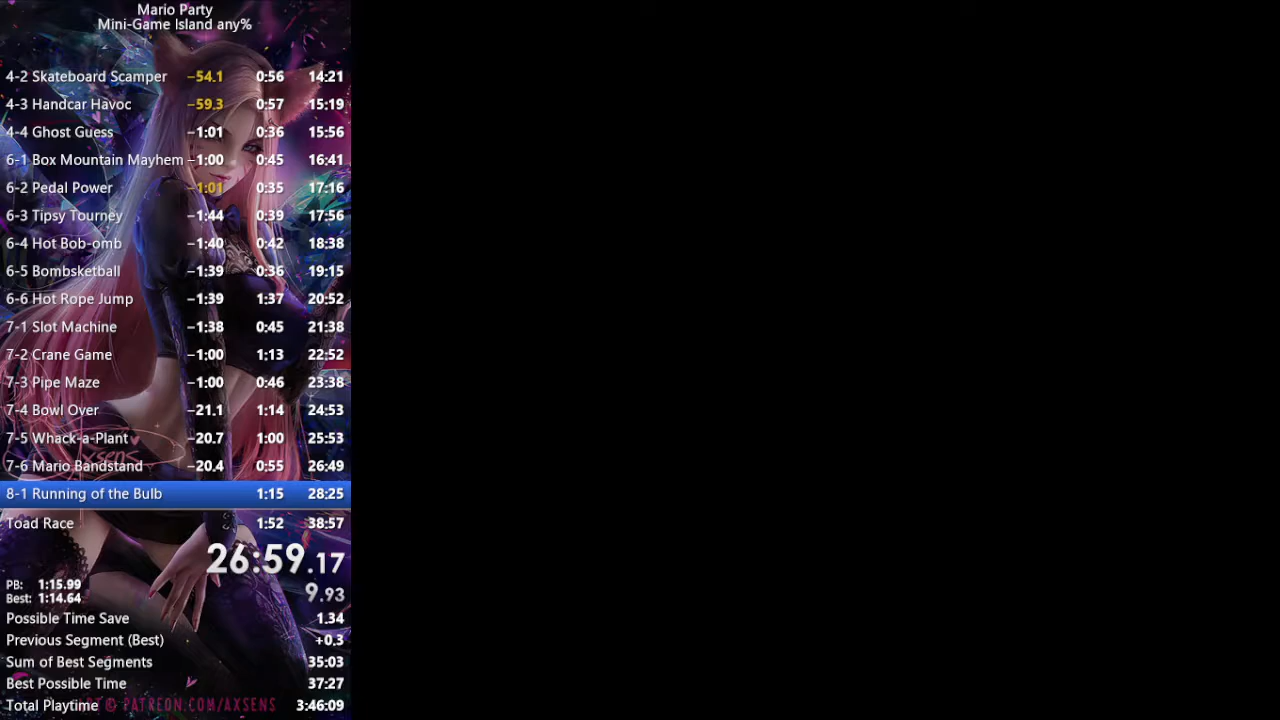 Mario Party
Mini-Game Island any%
4-2 Skateboard Scamper −54.1 0:56 14:21
4-3 Handcar Havoc −59.3 0:57 15:19
4-4 Ghost Guess −1:01 0:36 15:56
6-1 Box Mountain Mayhem −1:00 0:45 16:41
6-2 Pedal Power −1:01 0:35 17:16
6-3 Tipsy Tourney −1:44 0:39 17:56
6-4 Hot Bob-omb −1:40 0:42 18:38
6-5 Bombsketball −1:39 0:36 19:15
6-6 Hot Rope Jump −1:39 1:37 20:52
7-1 Slot Machine −1:38 0:45 21:38
7-2 Crane Game −1:00 1:13 22:52
7-3 Pipe Maze −1:00 0:46 23:38
7-4 Bowl Over −21.1 1:14 24:53
7-5 Whack-a-Plant −20.7 1:00 25:53
Axsens
7-6 Mario Bandstand −20.4 0:55 26:49
8-1 Running of the Bulb 1:15 28:25
Toad Race 1:52 38:57
26:59.17
PB: 1:15.99
Best: 1:14.64 9.93
Possible Time Save 1.34
Previous Segment (Best) +0.3
Sum of Best Segments 35:03
Best Possible Time 37:27
Total Playtime 3:46:09
© PATREON.COM/AXSENS